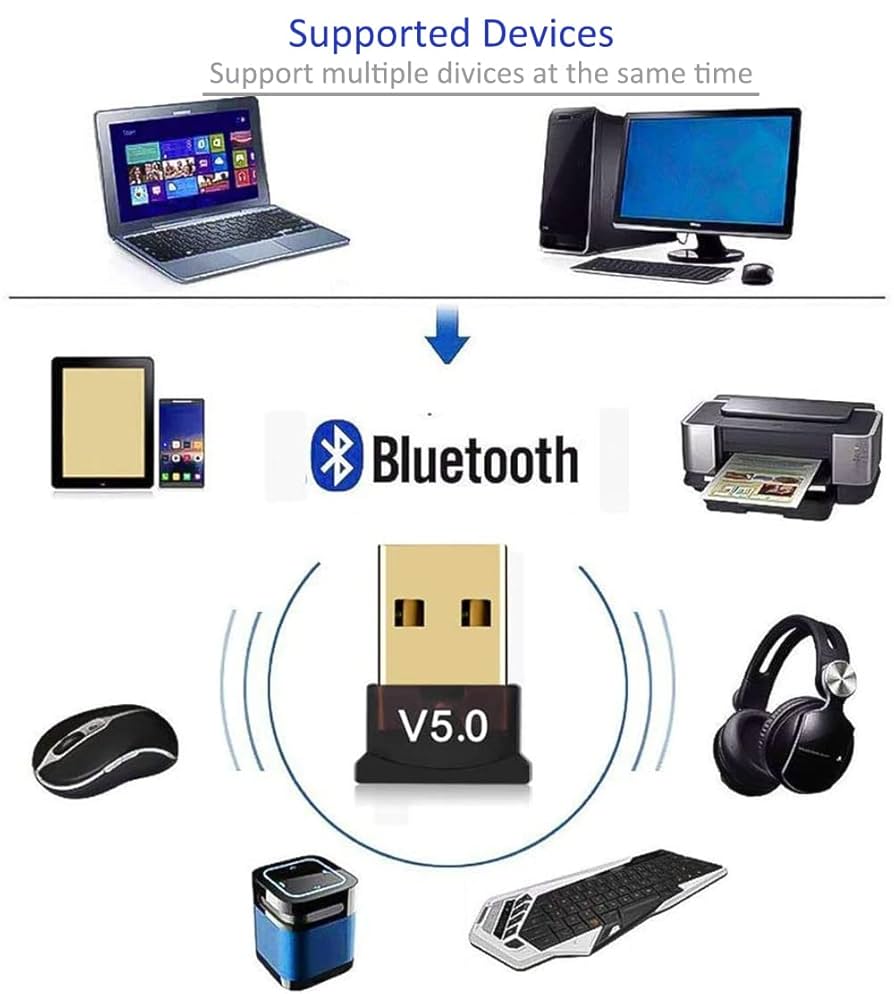 Supported Devices
Support multiple divices at the same time
Bluetooth
V5.0